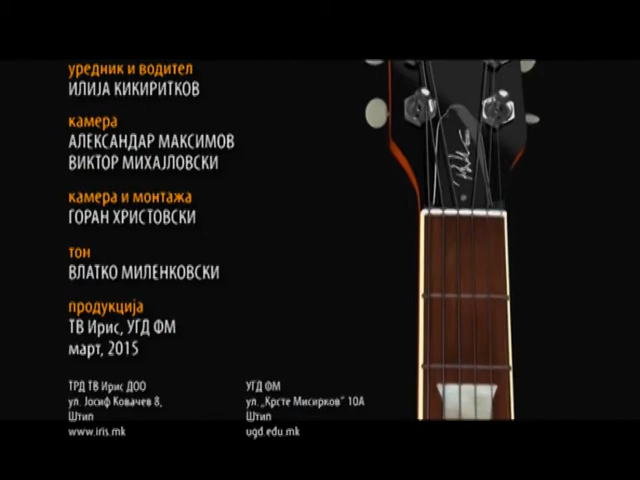 уредник и водител
ИЛИЈА КИКИРИТКОВ
камера
АЛЕКСАНДАР МАКСИМОВ
ВИКТОР МИХАЈЛОВСКИ
камера и монтажа
ГОРАН ХРИСТОВСКИ
тон
ВЛАТКО МИЛЕНКОВСКИ
продукција
ТВ Ирис, УГД ФМ
март, 2015
ТРД ТВ Ирис ДОО
ул. Јосиф Ковачев 8,
Штип
www.iris.mk
УГД ФМ
ул. „Крсте Мисирков“ 10А
Штип
ugd.edu.mk